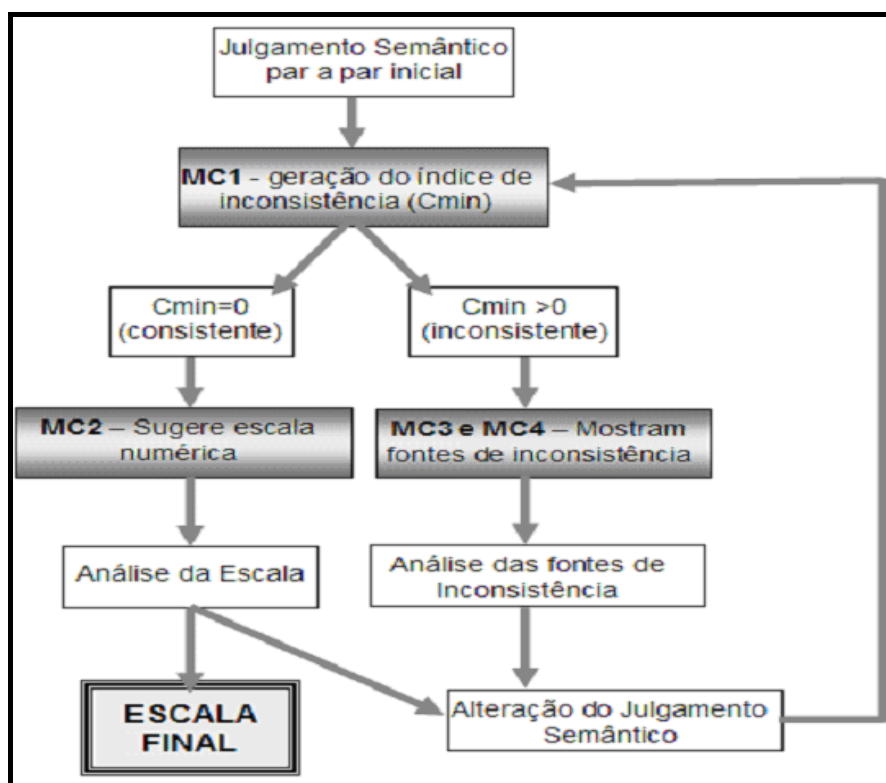 Julgamento Semântico
par a par inicial
MC1 - geração do índice de
inconsistência (Cmin)
Cmin=0
(consistente)
Cmin >0
(inconsistente)
MC2 – Sugere escala
numérica
MC3 e MC4 – Mostram
fontes de inconsistência
Análise da Escala
Análise das fontes de
Inconsistência
ESCALA
FINAL
Alteração do Julgamento
Semântico